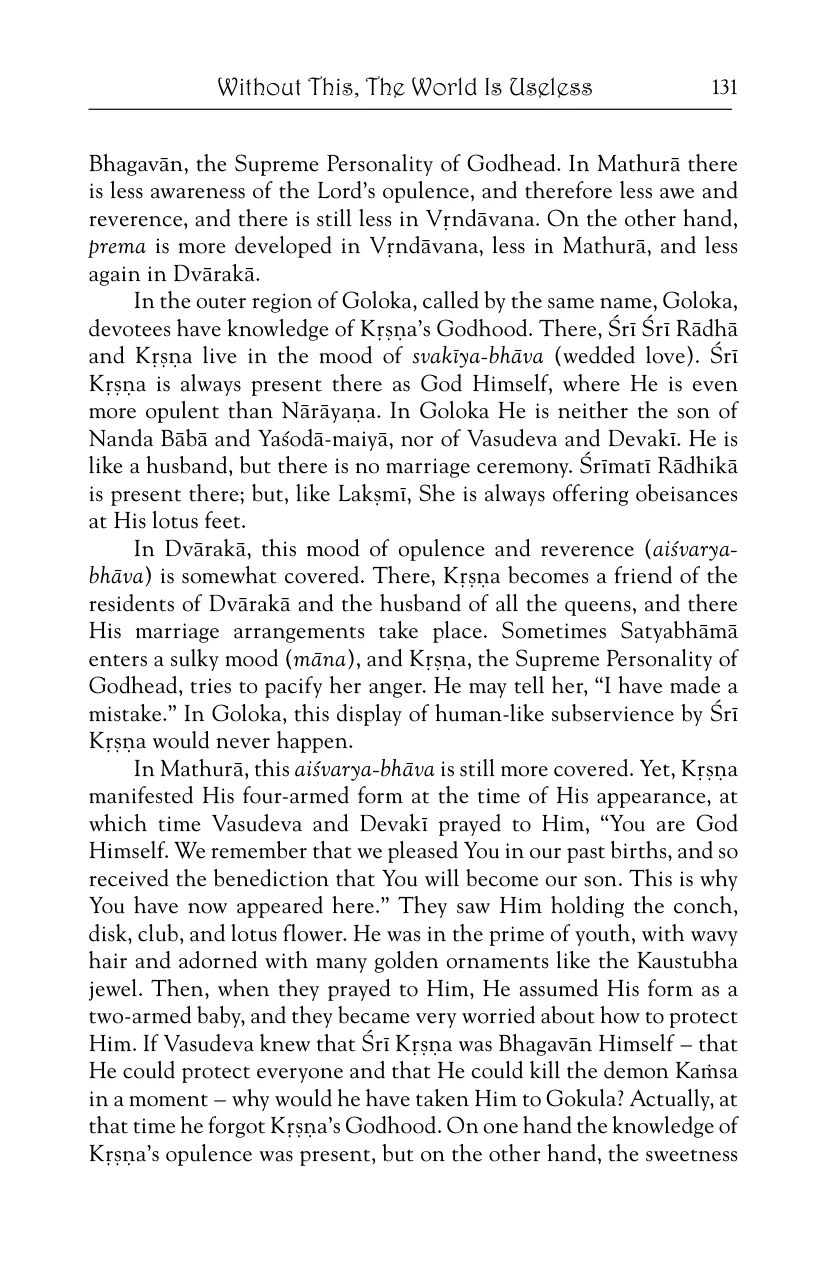 Without This, The World Is Useless 131
Bhagavān, the Supreme Personality of Godhead. In Mathurā there
is less awareness of the Lord’s opulence, and therefore less awe and
reverence, and there is still less in Vṛndāvana. On the other hand,
prema is more developed in Vṛndāvana, less in Mathurā, and less
again in Dvārakā.
In the outer region of Goloka, called by the same name, Goloka,
devotees have knowledge of Kṛṣṇa’s Godhood. There, Śrī Śrī Rādhā
and Kṛṣṇa live in the mood of svakīya-bhāva (wedded love). Śrī
Kṛṣṇa is always present there as God Himself, where He is even
more opulent than Nārāyaṇa. In Goloka He is neither the son of
Nanda Bābā and Yaśodā-maiyā, nor of Vasudeva and Devakī. He is
like a husband, but there is no marriage ceremony. Śrīmatī Rādhikā
is present there; but, like Lakṣmī, She is always offering obeisances
at His lotus feet.
In Dvārakā, this mood of opulence and reverence (aiśvarya-
bhāva) is somewhat covered. There, Kṛṣṇa becomes a friend of the
residents of Dvārakā and the husband of all the queens, and there
His marriage arrangements take place. Sometimes Satyabhāmā
enters a sulky mood (māna), and Kṛṣṇa, the Supreme Personality of
Godhead, tries to pacify her anger. He may tell her, “I have made a
mistake.” In Goloka, this display of human-like subservience by Śrī
Kṛṣṇa would never happen.
In Mathurā, this aiśvarya-bhāva is still more covered. Yet, Kṛṣṇa
manifested His four-armed form at the time of His appearance, at
which time Vasudeva and Devakī prayed to Him, “You are God
Himself. We remember that we pleased You in our past births, and so
received the benediction that You will become our son. This is why
You have now appeared here.” They saw Him holding the conch,
disk, club, and lotus flower. He was in the prime of youth, with wavy
hair and adorned with many golden ornaments like the Kaustubha
jewel. Then, when they prayed to Him, He assumed His form as a
two-armed baby, and they became very worried about how to protect
Him. If Vasudeva knew that Śrī Kṛṣṇa was Bhagavān Himself – that
He could protect everyone and that He could kill the demon Kaṁsa
in a moment – why would he have taken Him to Gokula? Actually, at
that time he forgot Kṛṣṇa’s Godhood. On one hand the knowledge of
Kṛṣṇa’s opulence was present, but on the other hand, the sweetness